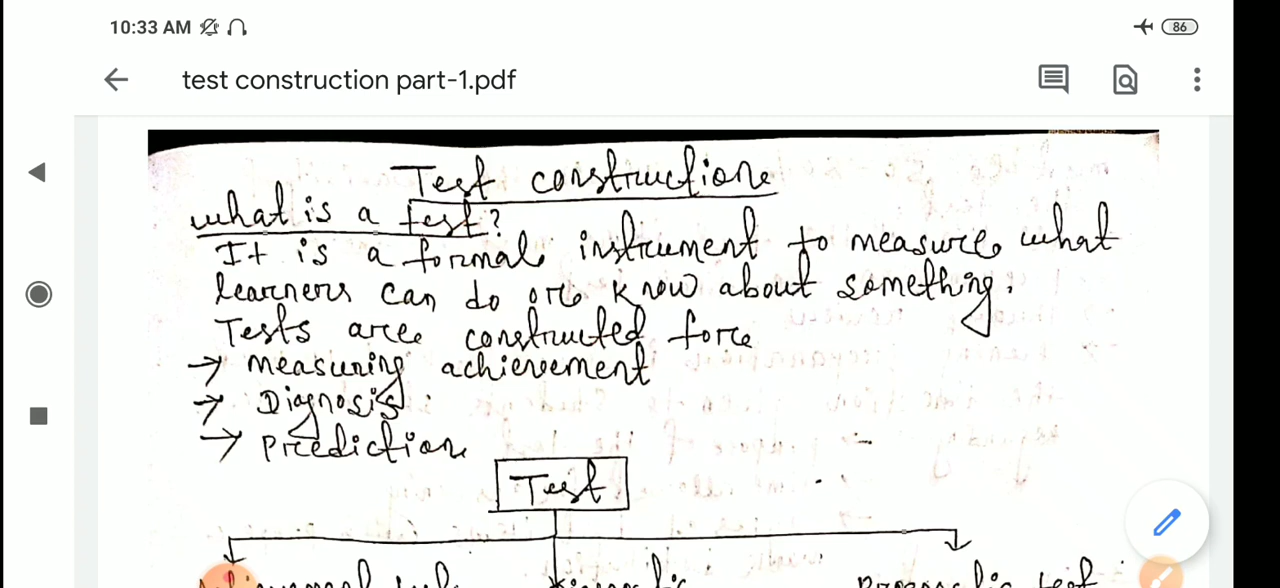 10:33 AM
86
test construction part-1.pdf
Test construction
what is a test?
It is a formal instrument to measure what
learners can do or know about something.
Tests are constructed for
→ measuring achievement
→ Diagnosis.
→ prediction
Test
test